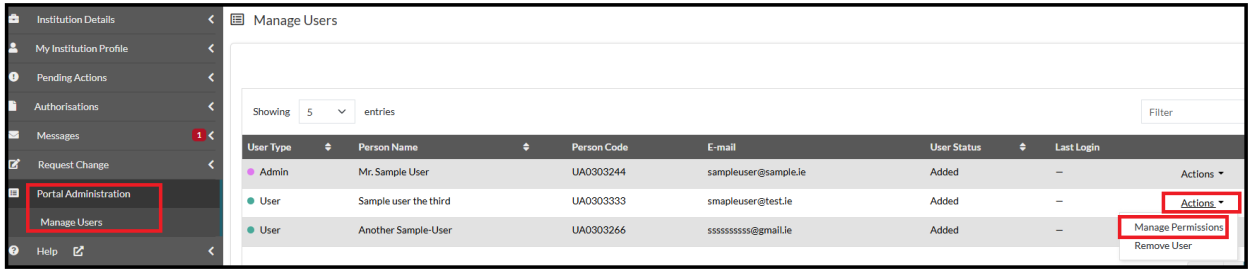 Institution Details
My Institution Profile
Pending Actions
Authorisations
Messages 1
Request Change
Portal Administration
Manage Users
Help
Manage Users
Showing 5 entries Filter
User Type Person Name Person Code E-mail User Status Last Login
Admin Mr. Sample User UA0303244 sampleuser@sample.ie Added — Actions
User Sample user the third UA0303333 smapleuser@test.ie Added — Actions
User Another Sample-User UA0303266 ssssssssss@gmail.ie Added —
Manage Permissions
Remove User